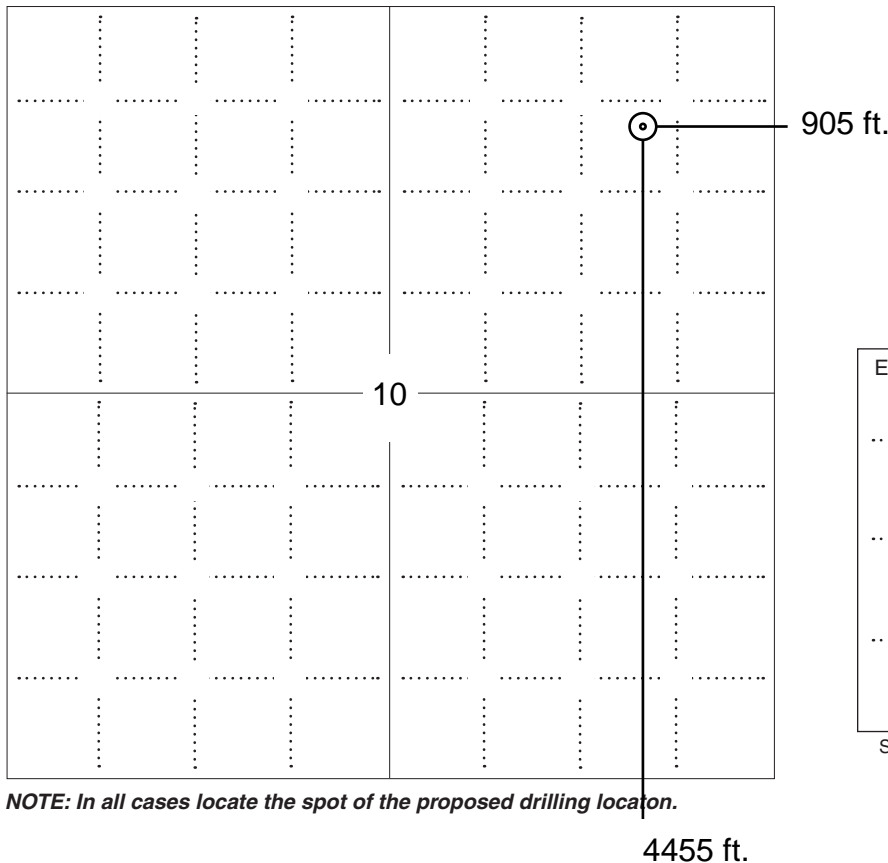 905 ft.
10
E
S
NOTE: In all cases locate the spot of the proposed drilling locaton.
4455 ft.